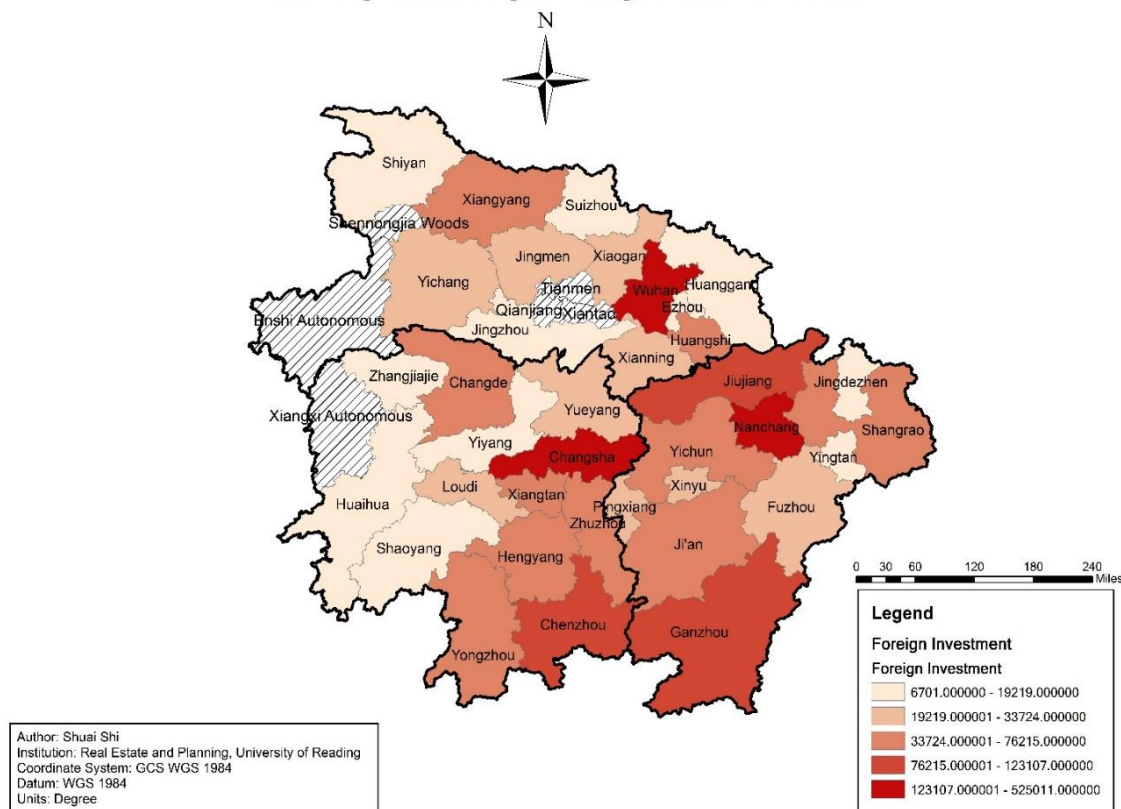 N
Shiyan
Xiangyang
Suizhou
Shennongjia Woods
Jingmen
Xiaogan
Yichang
Tianmen
Wuhan
Huanggan
Qianjiang
Xiantao
Ezhou
Enshi Autonomous
Jingzhou
Huangshi
Xianning
Zhangjiajie
Changde
Jiujiang
Jingdezhen
Xiangxi Autonomous
Yueyang
Nanchang
Shangrao
Yiyang
Changsha
Yichun
Yingtan
Loudi
Xiangtan
Xinyu
Huaihua
Pingxiang
Fuzhou
Zhuzhou
Shaoyang
Hengyang
Ji'an
Chenzhou
Ganzhou
Yongzhou
0 30 60 120 180 240
Miles
Legend
Foreign Investment
Foreign Investment
6701.000000 - 19219.000000
19219.000001 - 33724.000000
33724.000001 - 76215.000000
76215.000001 - 123107.000000
123107.000001 - 525011.000000
Author: Shuai Shi
Institution: Real Estate and Planning, University of Reading
Coordinate System: GCS WGS 1984
Datum: WGS 1984
Units: Degree